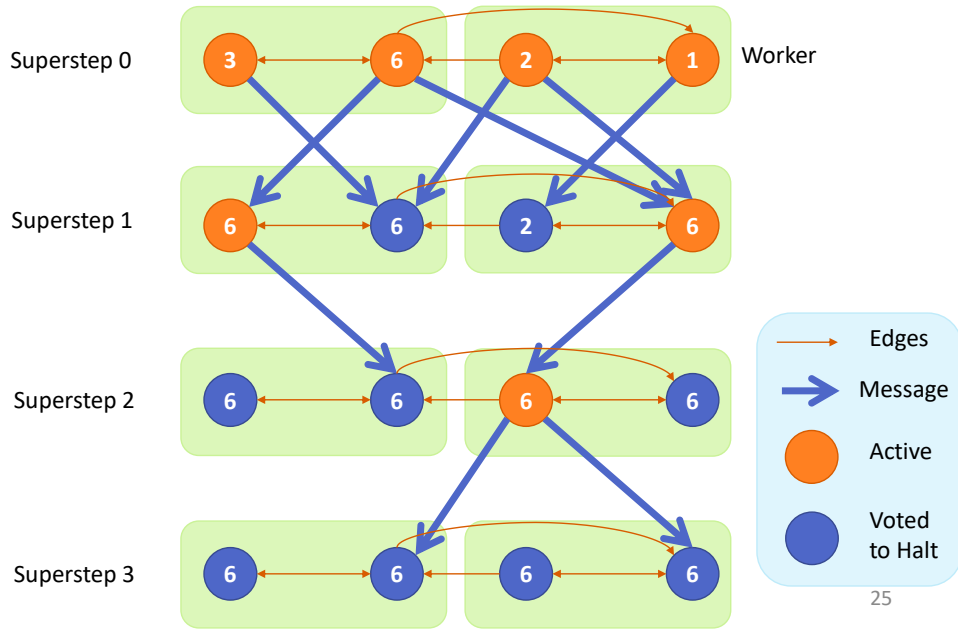 Superstep 0
3 6 2 1
Worker
Superstep 1
6 6 2 6
Superstep 2
6 6 6 6
Superstep 3
6 6 6 6
Edges
Message
Active
Voted
to Halt
25